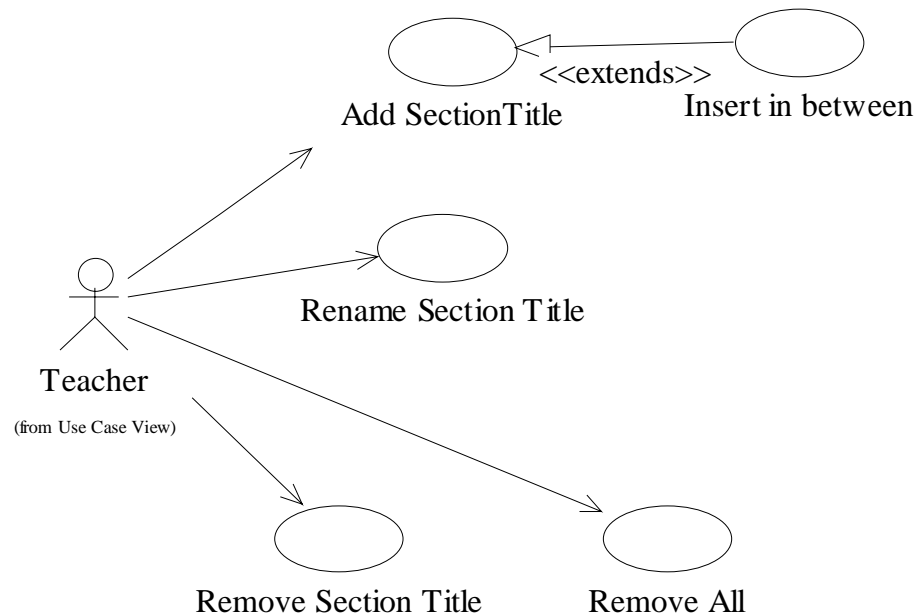 <<extends>>
Insert in between
Add SectionTitle
Rename Section Title
Teacher
(from Use Case View)
Remove Section Title
Remove All